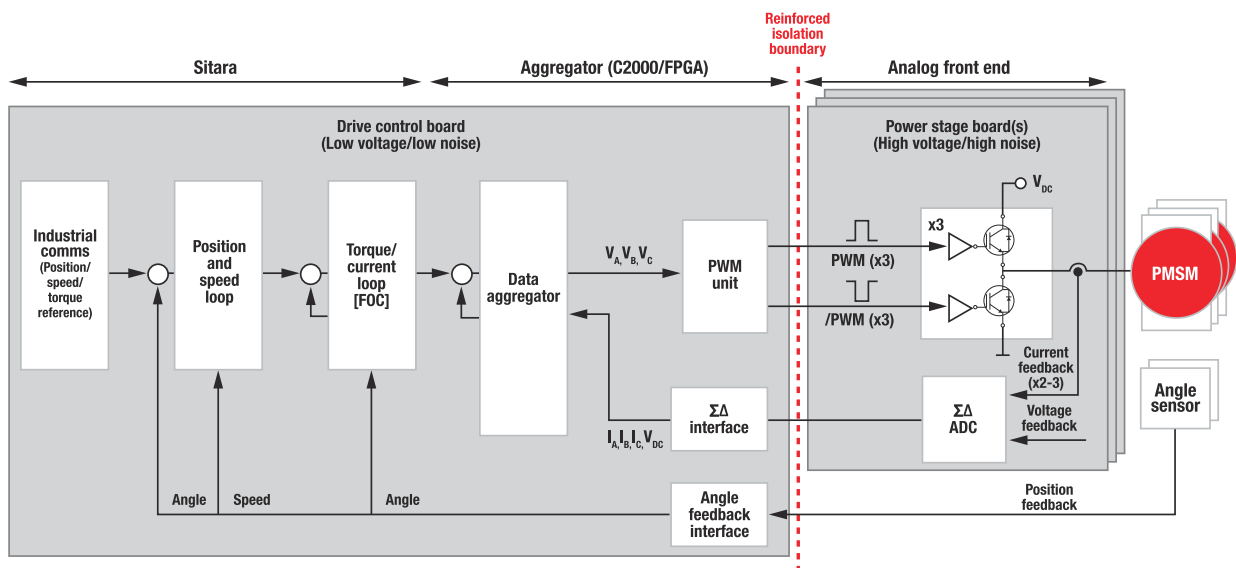 Reinforced
isolation
boundary
Sitara
Aggregator (C2000/FPGA)
Analog front end
Drive control board
(Low voltage/low noise)
Power stage board(s)
(High voltage/high noise)
Industrial
comms
(Position/
speed/
torque
reference)
Position
and
speed
loop
Torque/
current
loop
[FOC]
Data
aggregator
VA,VB,VC
PWM
unit
PWM (x3)
/PWM (x3)
x3
VDC
PMSM
Current
feedback
(x2-3)
Voltage
feedback
ΣΔ
ADC
ΣΔ
interface
IA,IB,IC,VDC
Angle
sensor
Angle
Speed
Angle
Angle
feedback
interface
Position
feedback